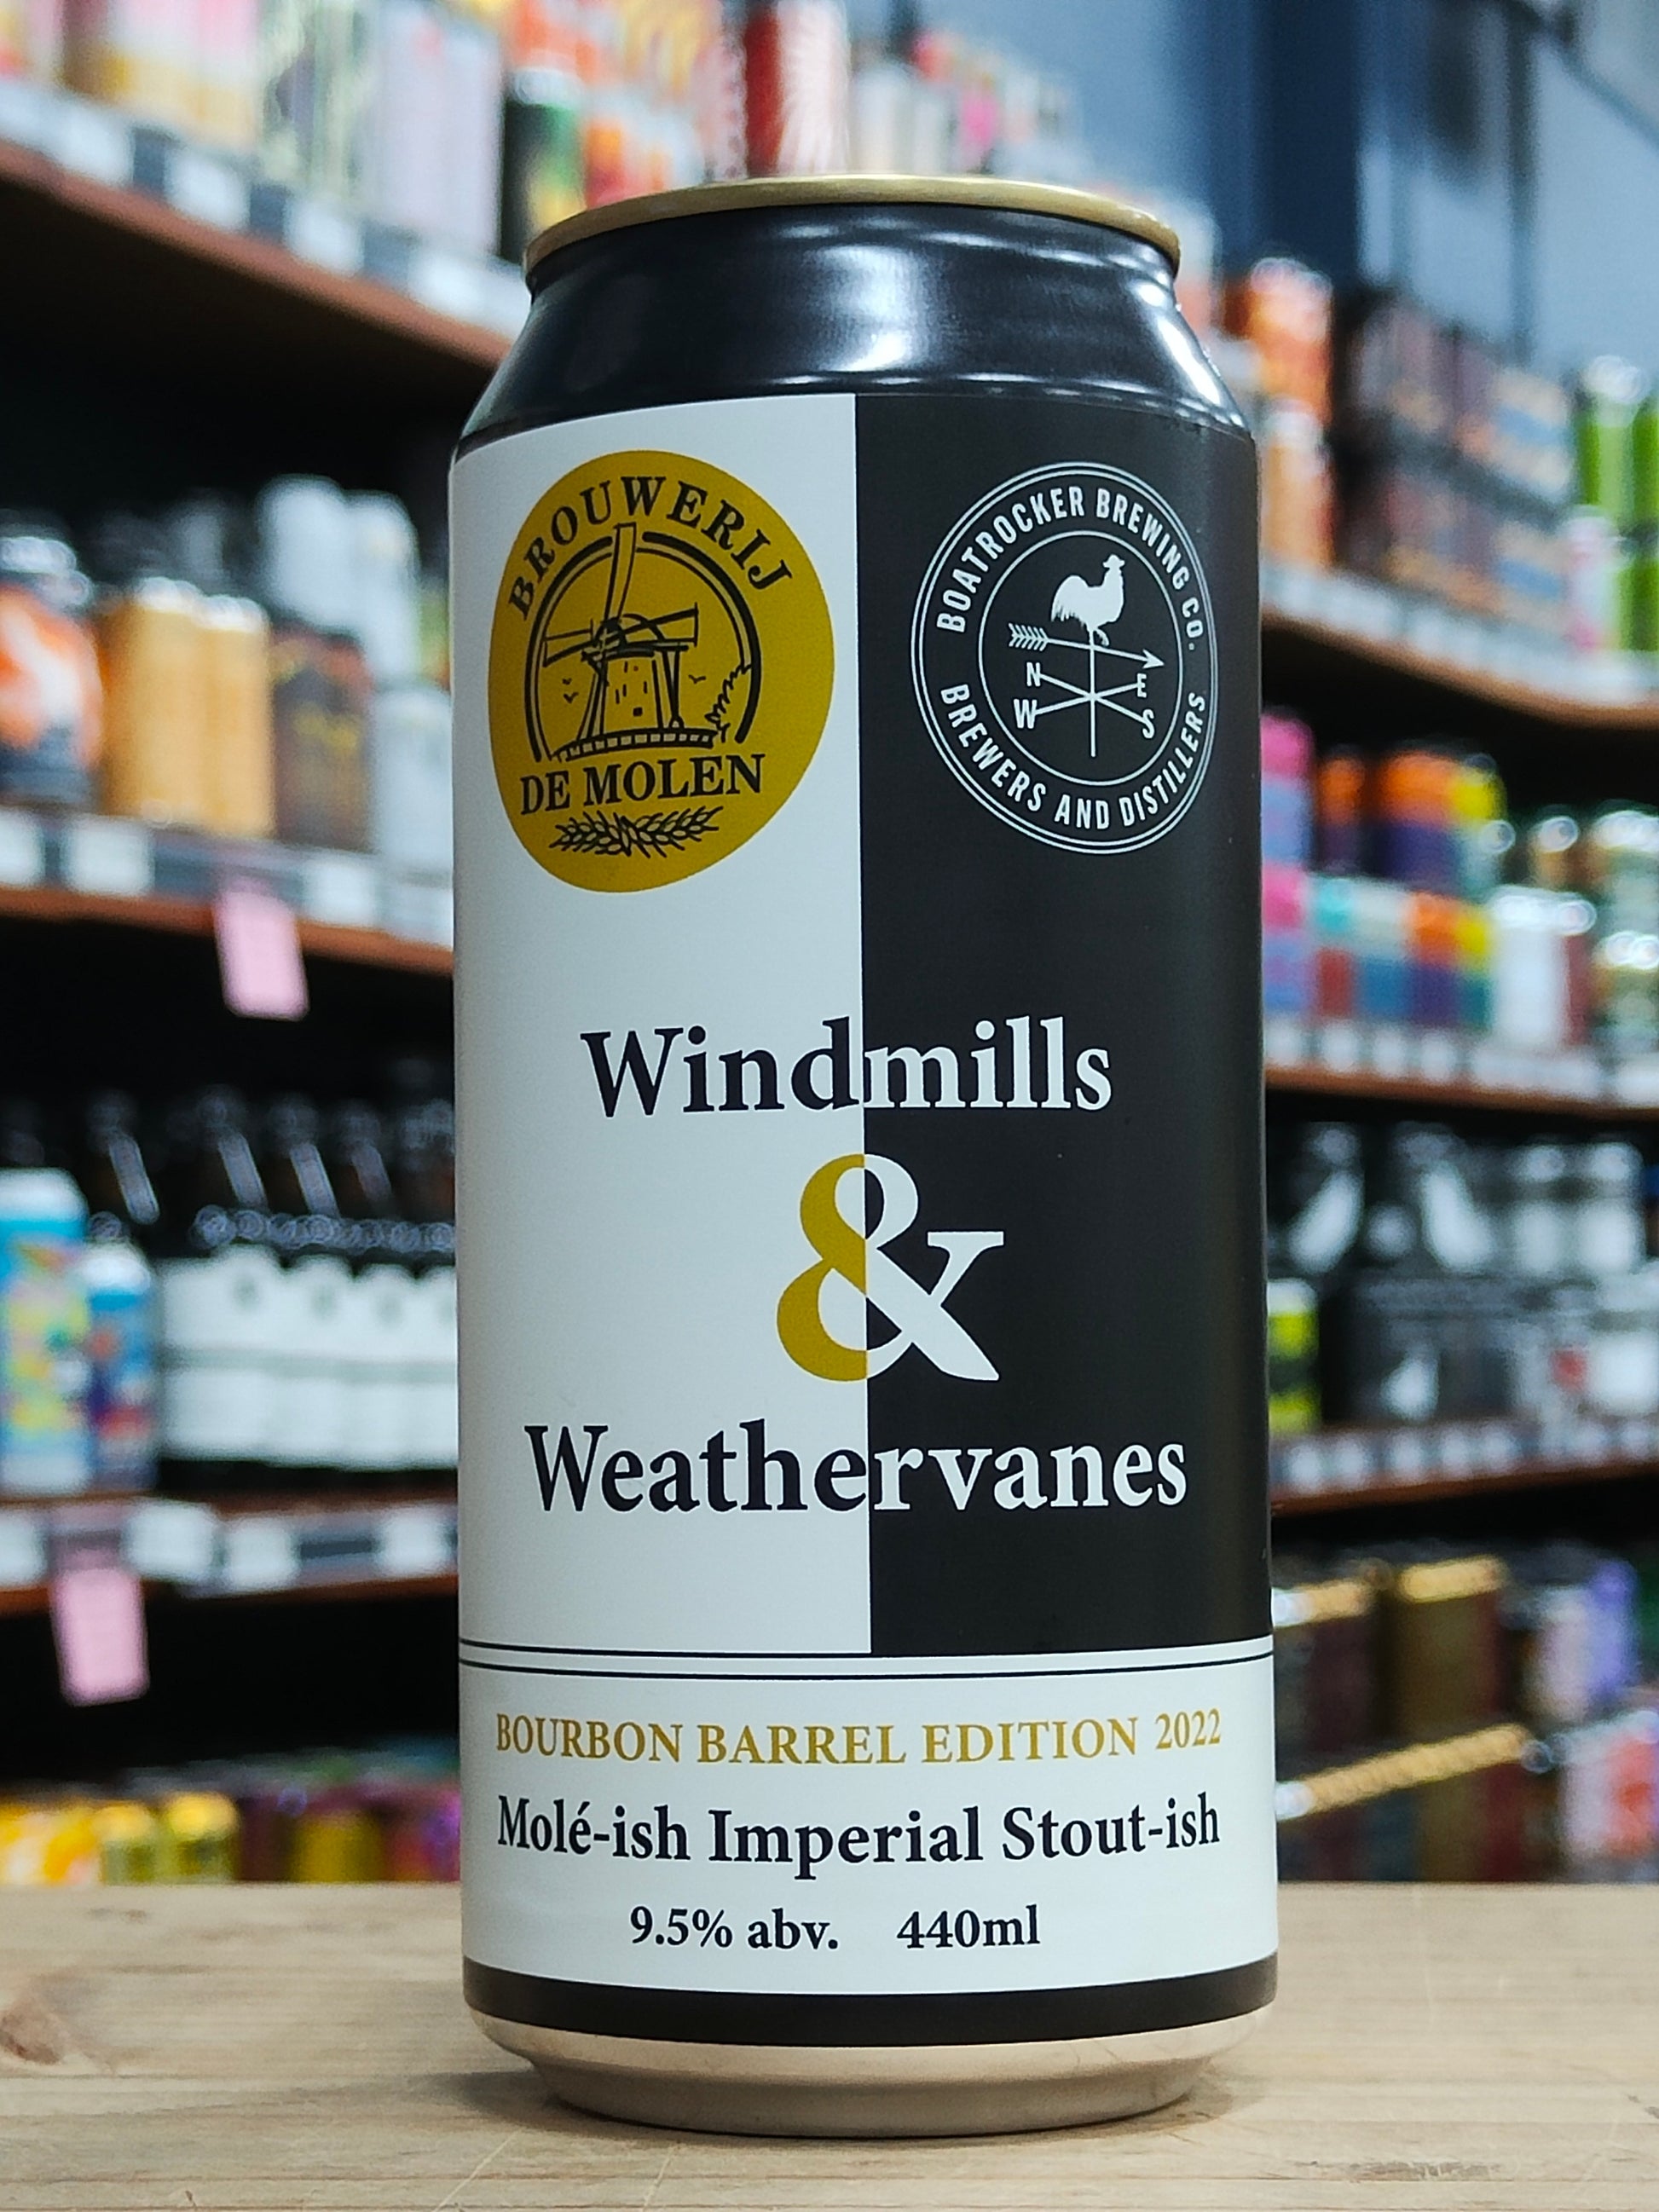 BROUWERIJ
DE MOLEN
BOATROCKER BREWING CO.
N
E
W
S
BREWERS AND DISTILLERS
Windmills
&
Weathervanes
BOURBON BARREL EDITION 2022
Molé-ish Imperial Stout-ish
9.5% abv. 440ml